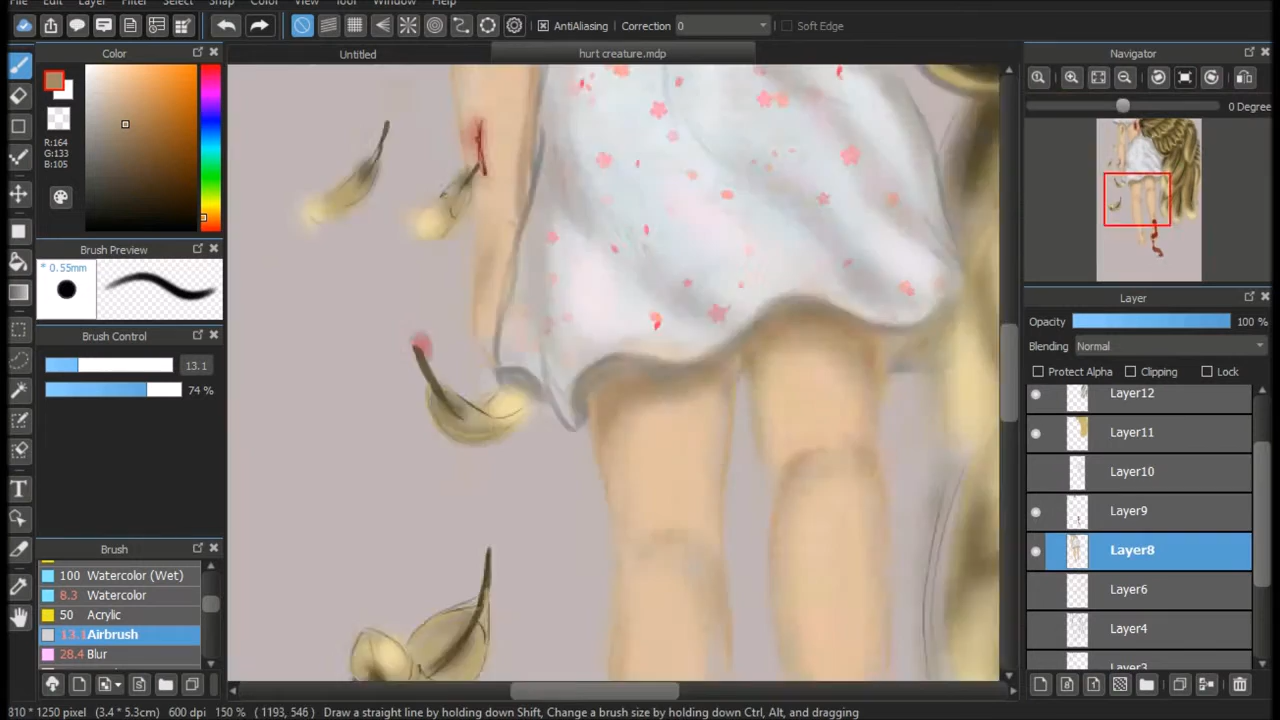 File Edit Layer Filter Select Snap Color View Tool Window Help
AntiAliasing Correction 0 Soft Edge
Color
Untitled
hurt creature.mdp
Navigator
0 Degree
R:164
G:133
B:105
Brush Preview
* 0.55mm
Brush Control
13.1
74 %
Layer
Opacity 100 %
Blending Normal
Protect Alpha Clipping Lock
Layer12
Layer11
Layer10
Layer9
Layer8
Layer6
Layer4
Layer3
Brush
100 Watercolor (Wet)
8.3 Watercolor
50 Acrylic
13.1 Airbrush
28.4 Blur
810 * 1250 pixel (3.4 * 5.3cm) 600 dpi 150 % ( 1193, 546 ) Draw a straight line by holding down Shift, Change a brush size by holding down Ctrl, Alt, and dragging